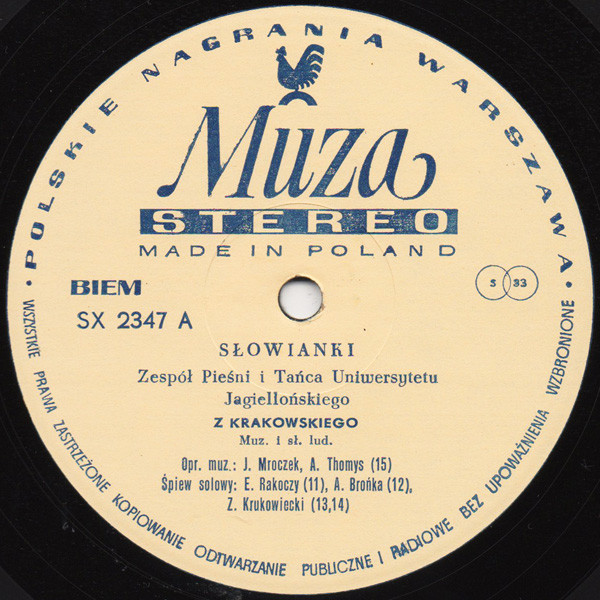 • POLSKIE NAGRANIA WARSZAWA •
Muza
STEREO
MADE IN POLAND
BIEM
S 33
SX 2347 A
SŁOWIANKI
Zespół Pieśni i Tańca Uniwersytetu
Jagiellońskiego
Z KRAKOWSKIEGO
Muz. i sł. lud.
Opr. muz.: J. Mroczek, A. Thomys (15)
Śpiew solowy: E. Rakoczy (11), A. Brońka (12),
Z. Krukowiecki (13,14)
WSZYSTKIE PRAWA ZASTRZEŻONE KOPIOWANIE ODTWARZANIE PUBLICZNE I RADIOWE BEZ UPOWAŻNIENIA WZBRONIONE